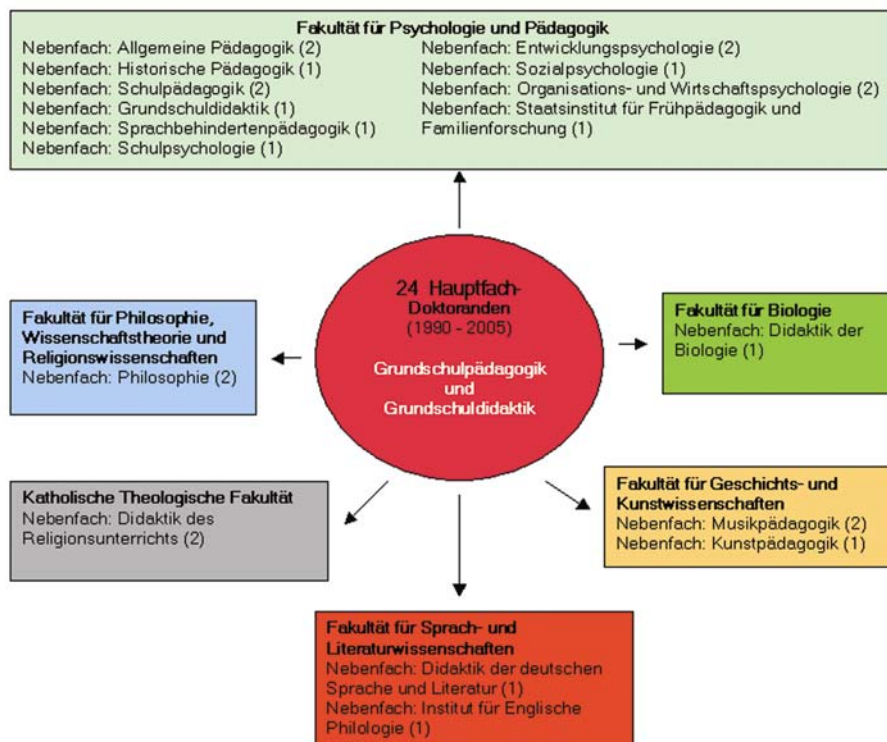 Fakultät für Psychologie und Pädagogik
Nebenfach: Allgemeine Pädagogik (2)
Nebenfach: Historische Pädagogik (1)
Nebenfach: Schulpädagogik (2)
Nebenfach: Grundschuldidaktik (1)
Nebenfach: Sprachbehindertenpädagogik (1)
Nebenfach: Schulpsychologie (1)
Nebenfach: Entwicklungspsychologie (2)
Nebenfach: Sozialpsychologie (1)
Nebenfach: Organisations- und Wirtschaftspsychologie (2)
Nebenfach: Staatsinstitut für Frühpädagogik und
Familienforschung (1)
24 Hauptfach-
Doktoranden
(1990 - 2005)
Grundschulpädagogik
und
Grundschuldidaktik
Fakultät für Philosophie,
Wissenschaftstheorie und
Religionswissenschaften
Nebenfach: Philosophie (2)
Fakultät für Biologie
Nebenfach: Didaktik der
Biologie (1)
Katholische Theologische Fakultät
Nebenfach: Didaktik des
Religionsunterrichts (2)
Fakultät für Geschichts- und
Kunstwissenschaften
Nebenfach: Musikpädagogik (2)
Nebenfach: Kunstpädagogik (1)
Fakultät für Sprach- und
Literaturwissenschaften
Nebenfach: Didaktik der deutschen
Sprache und Literatur (1)
Nebenfach: Institut für Englische
Philologie (1)